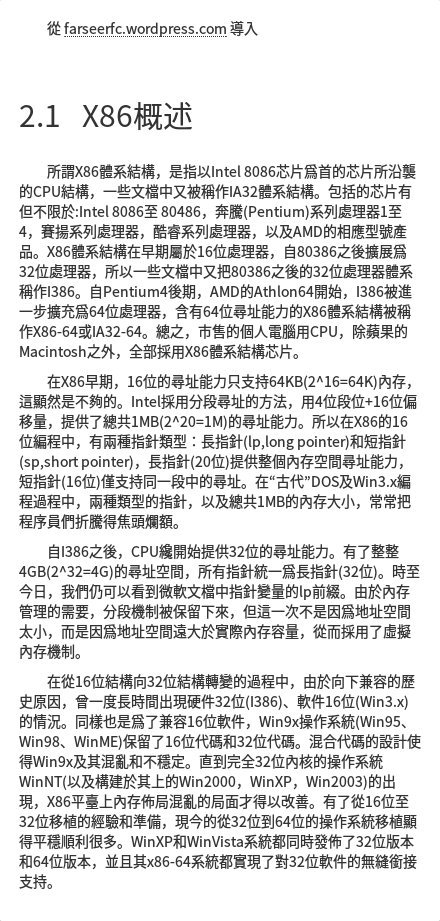 從 farseerfc.wordpress.com 導入
2.1 X86概述
所謂X86體系結構，是指以Intel 8086芯片爲首的芯片所沿襲
的CPU結構，一些文檔中又被稱作IA32體系結構。包括的芯片有
但不限於:Intel 8086至 80486，奔騰(Pentium)系列處理器1至
4，賽揚系列處理器，酷睿系列處理器，以及AMD的相應型號產
品。X86體系結構在早期屬於16位處理器，自80386之後擴展爲
32位處理器，所以一些文檔中又把80386之後的32位處理器體系
稱作I386。自Pentium4後期，AMD的Athlon64開始，I386被進
一步擴充爲64位處理器，含有64位尋址能力的X86體系結構被稱
作X86-64或IA32-64。總之，市售的個人電腦用CPU，除蘋果的
Macintosh之外，全部採用X86體系結構芯片。
在X86早期，16位的尋址能力只支持64KB(2^16=64K)內存，
這顯然是不夠的。Intel採用分段尋址的方法，用4位段位+16位偏
移量，提供了總共1MB(2^20=1M)的尋址能力。所以在X86的16
位編程中，有兩種指針類型：長指針(lp,long pointer)和短指針
(sp,short pointer)，長指針(20位)提供整個內存空間尋址能力，
短指針(16位)僅支持同一段中的尋址。在“古代”DOS及Win3.x編
程過程中，兩種類型的指針，以及總共1MB的內存大小，常常把
程序員們折騰得焦頭爛額。
自I386之後，CPU纔開始提供32位的尋址能力。有了整整
4GB(2^32=4G)的尋址空間，所有指針統一爲長指針(32位)。時至
今日，我們仍可以看到微軟文檔中指針變量的lp前綴。由於內存
管理的需要，分段機制被保留下來，但這一次不是因爲地址空間
太小，而是因爲地址空間遠大於實際內存容量，從而採用了虛擬
內存機制。
在從16位結構向32位結構轉變的過程中，由於向下兼容的歷
史原因，曾一度長時間出現硬件32位(I386)、軟件16位(Win3.x)
的情況。同樣也是爲了兼容16位軟件，Win9x操作系統(Win95、
Win98、WinME)保留了16位代碼和32位代碼。混合代碼的設計使
得Win9x及其混亂和不穩定。直到完全32位內核的操作系統
WinNT(以及構建於其上的Win2000，WinXP，Win2003)的出
現，X86平臺上內存佈局混亂的局面才得以改善。有了從16位至
32位移植的經驗和準備，現今的從32位到64位的操作系統移植顯
得平穩順利很多。WinXP和WinVista系統都同時發佈了32位版本
和64位版本，並且其x86-64系統都實現了對32位軟件的無縫銜接
支持。